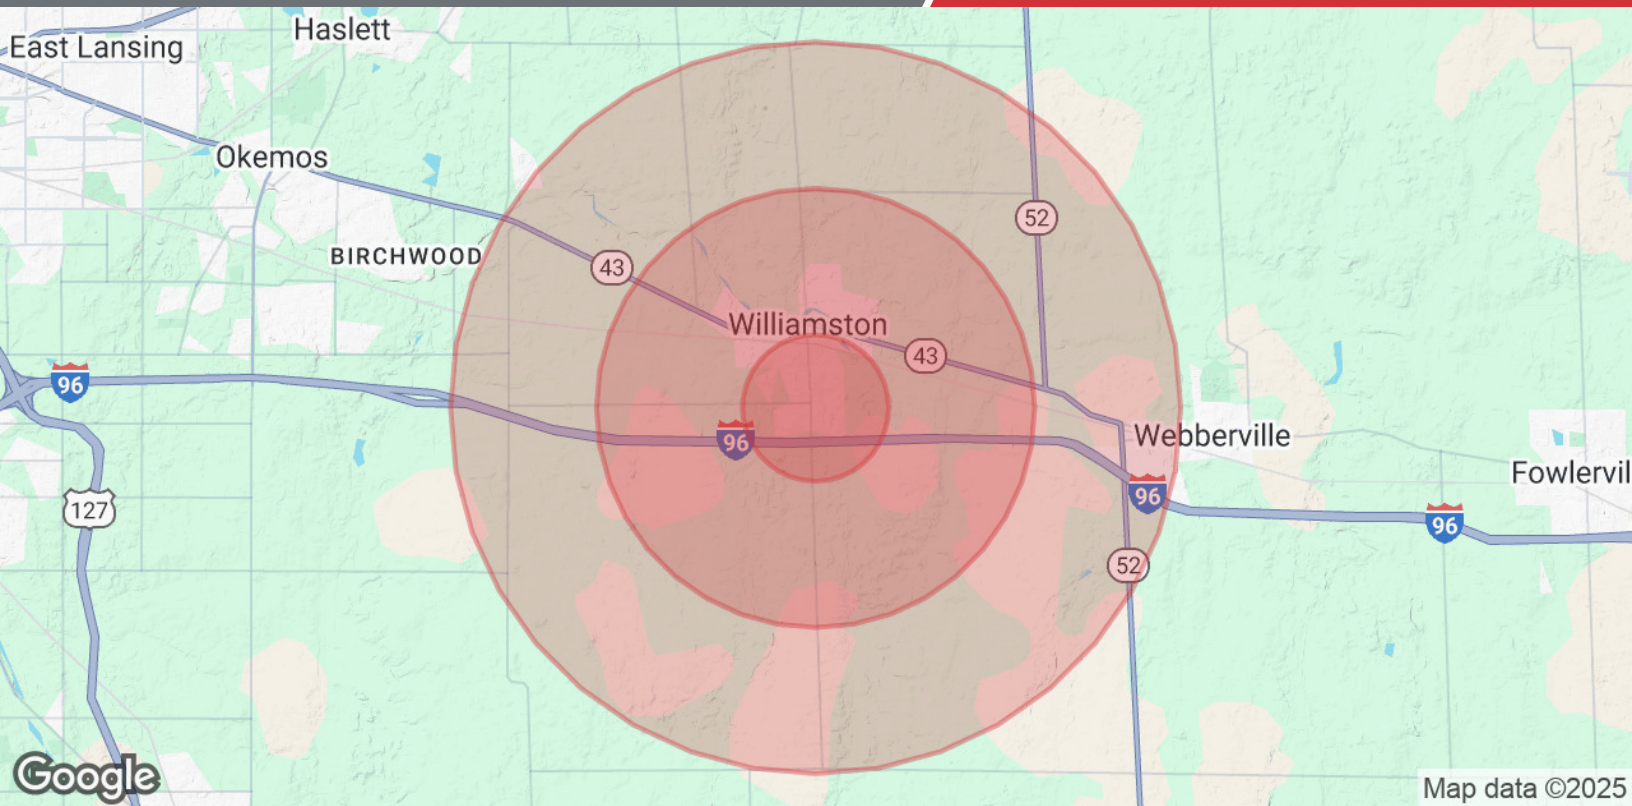 Haslett
East Lansing
Okemos
52
BIRCHWOOD
43
Williamston
43
96
96
Webberville
Fowlervil
96
127
96
52
Google
Map data ©2025